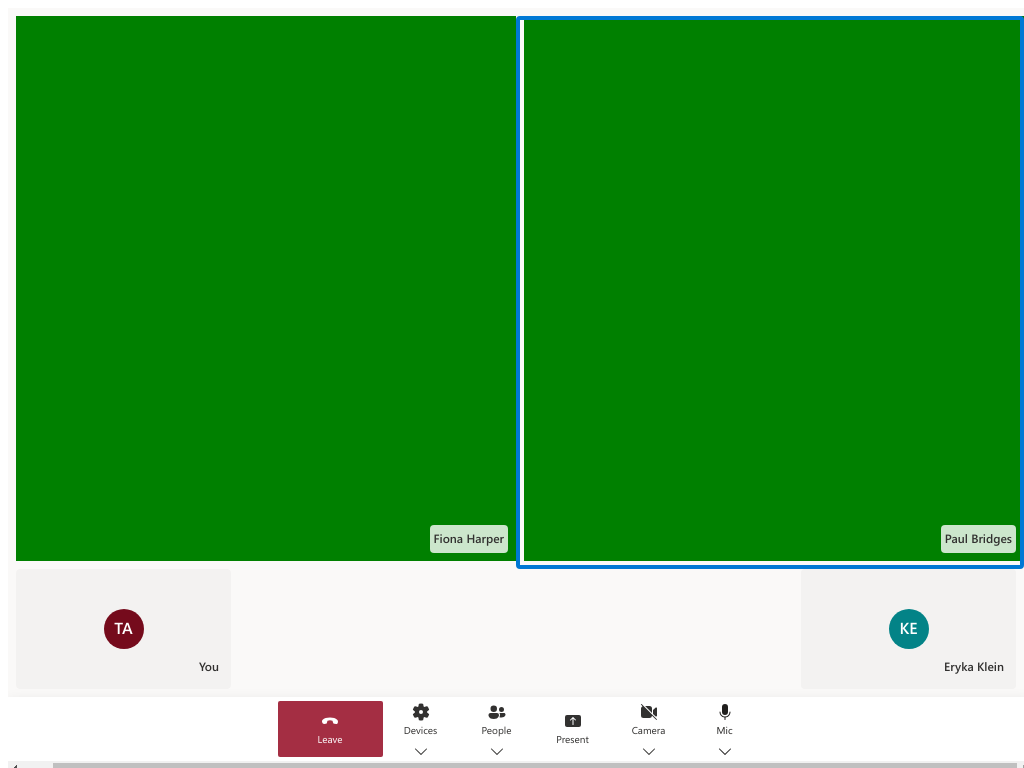 Fiona Harper
Paul Bridges
TA
You
KE
Eryka Klein
Leave
Devices
People
Present
Camera
Mic